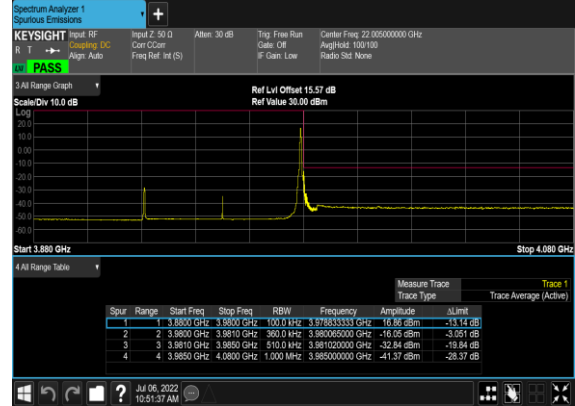 Spectrum Analyzer 1
Spurious Emissions
+
KEYSIGHT Input: RF Input Z: 50 Ω Atten: 30 dB Trig: Free Run Center Freq: 22.005000000 GHz
R T Coupling: DC Corr CCorr Gate: Off Avg|Hold: 100/100
Align: Auto Freq Ref: Int (S) IF Gain: Low Radio Std: None
LW PASS
3 All Range Graph
Ref Lvl Offset 15.57 dB
Scale/Div 10.0 dB Ref Value 30.00 dBm
Log
20.0
10.0
0.00
-10.0
-20.0
-30.0
-40.0
-50.0
-60.0
Start 3.880 GHz Stop 4.080 GHz
4 All Range Table
Measure Trace Trace 1
Trace Type Trace Average (Active)
Spur Range Start Freq Stop Freq RBW Frequency Amplitude ΔLimit
1 1 3.8800 GHz 3.9800 GHz 100.0 kHz 3.978833333 GHz 16.86 dBm -13.14 dB
2 2 3.9800 GHz 3.9810 GHz 360.0 kHz 3.980065000 GHz -16.05 dBm -3.051 dB
3 3 3.9810 GHz 3.9850 GHz 510.0 kHz 3.981020000 GHz -32.84 dBm -19.84 dB
4 4 3.9850 GHz 4.0800 GHz 1.000 MHz 3.985000000 GHz -41.37 dBm -28.37 dB
? Jul 06, 2022
10:51:37 AM